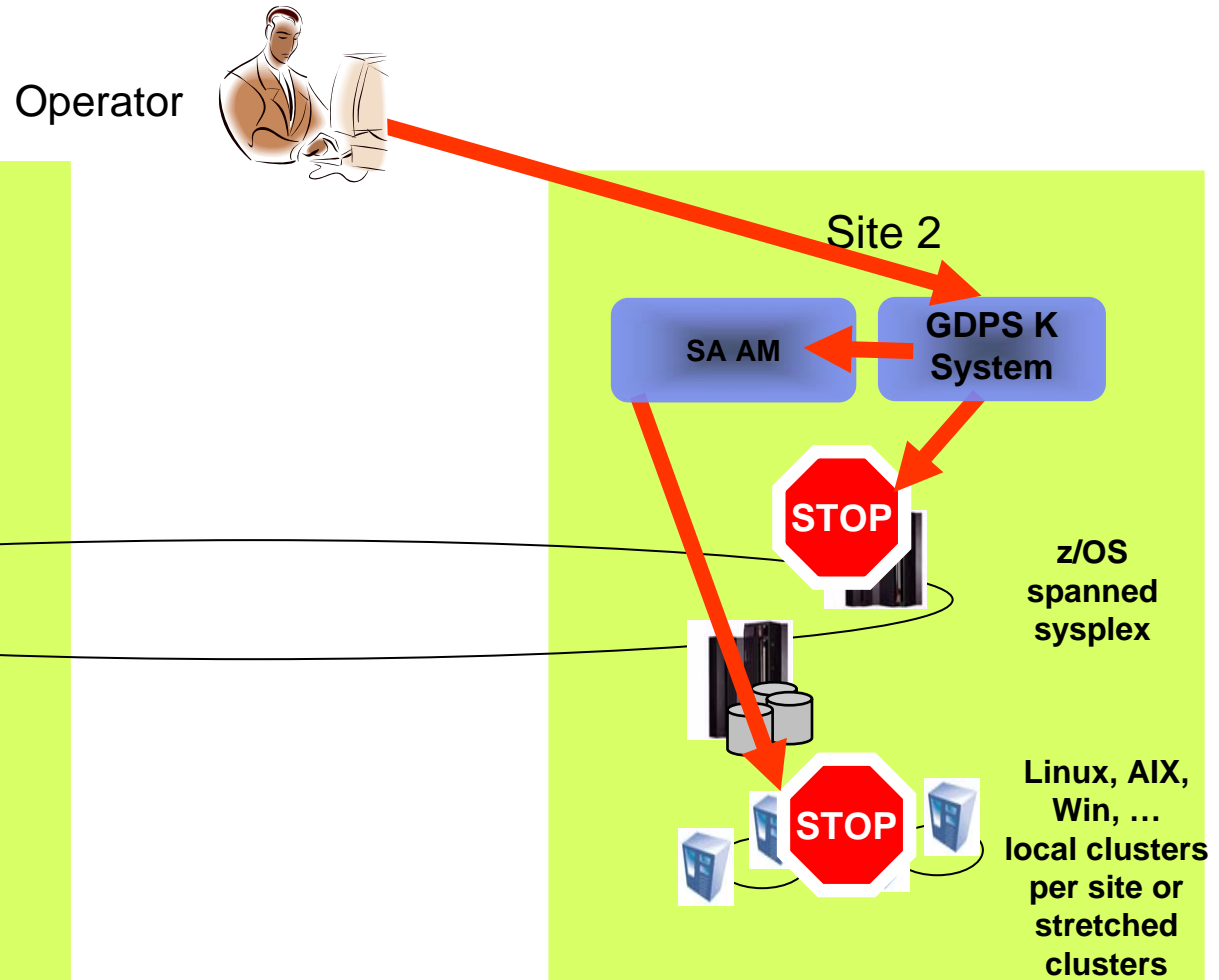 Operator
Site 2
SA AM
GDPS K
System
STOP
z/OS
spanned
sysplex
STOP
Linux, AIX,
Win, …
local clusters
per site or
stretched
clusters